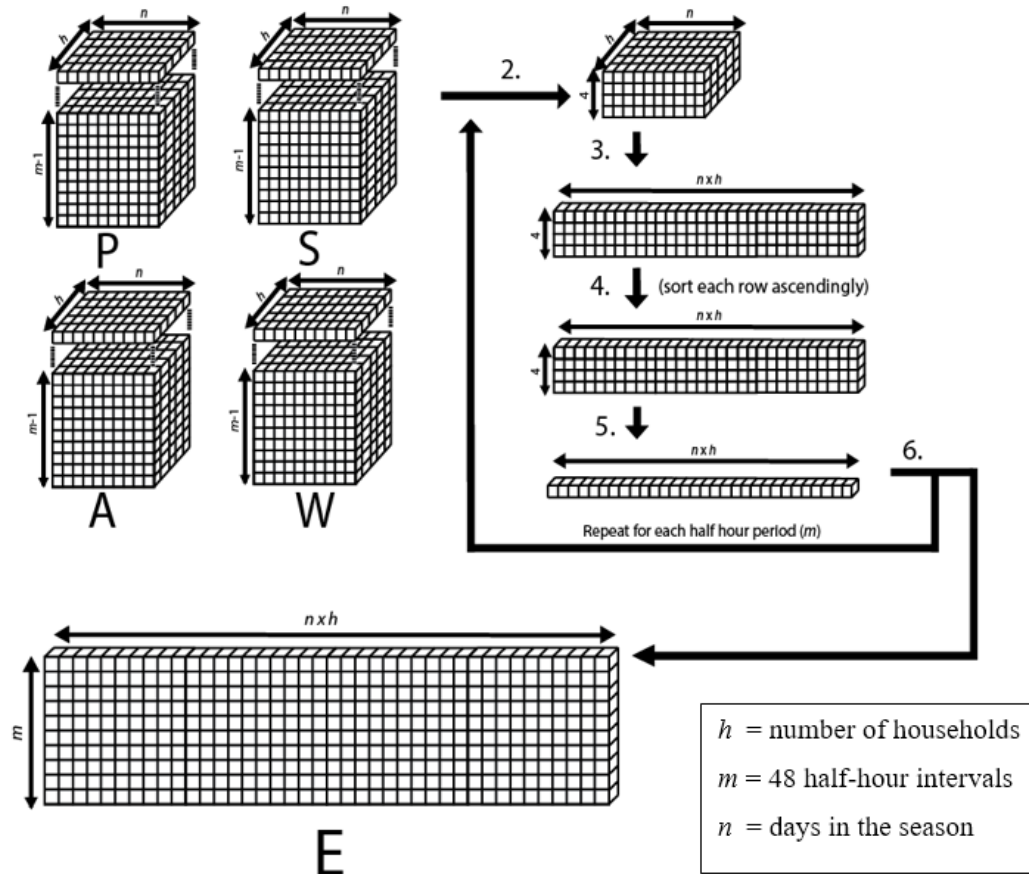 n
h
m-1
P
n
h
m-1
S
2.
n
h
4
3.
n x h
4
4.
(sort each row ascendingly)
n x h
4
5.
n x h
6.
Repeat for each half hour period (m)
n
h
m-1
A
n
h
m-1
W
n x h
m
E
h = number of households
m = 48 half-hour intervals
n = days in the season